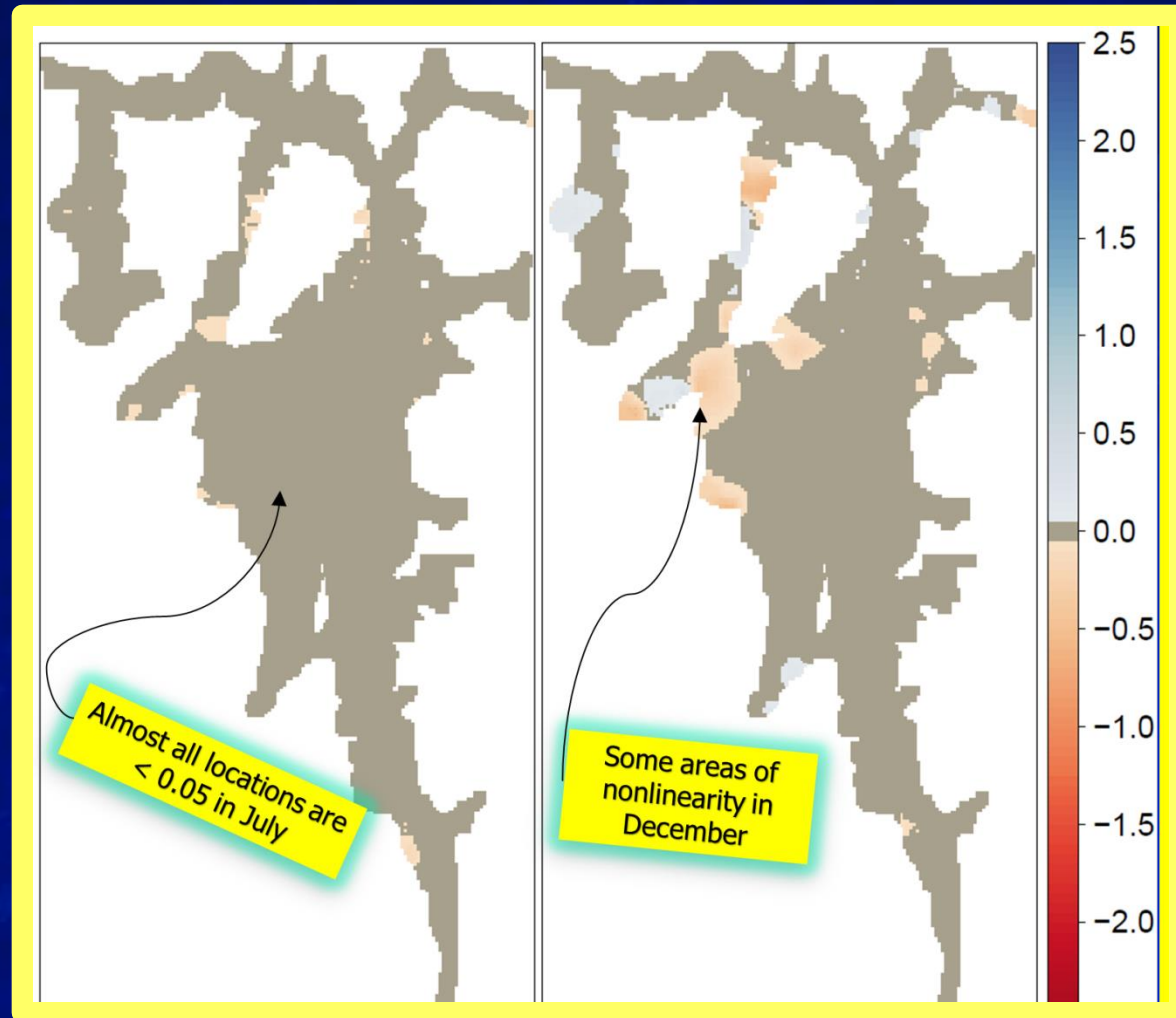 Almost all locations are
< 0.05 in July
Some areas of
nonlinearity in
December
2.5
2.0
1.5
1.0
0.5
0.0
−0.5
−1.0
−1.5
−2.0